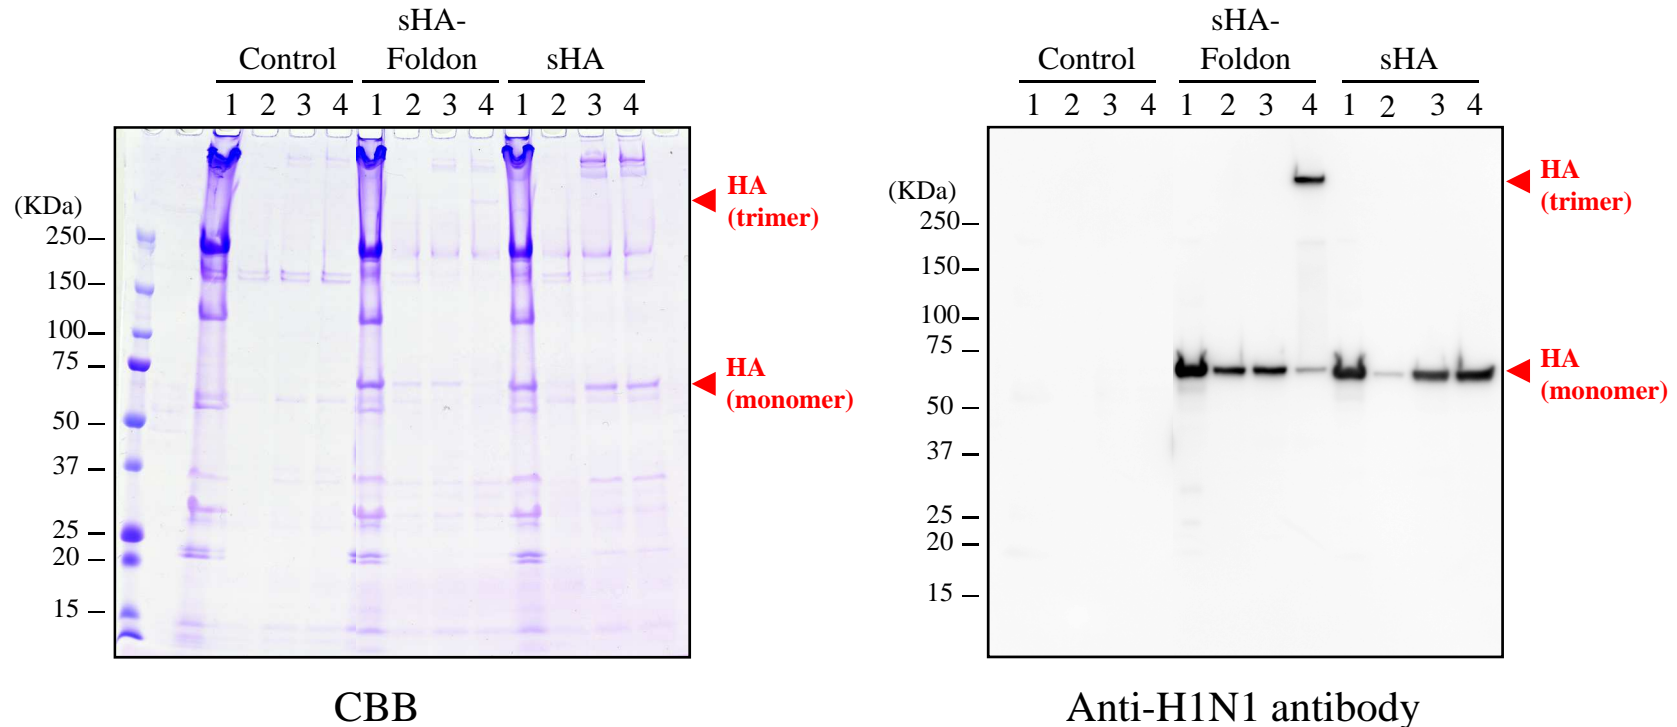 sHA-
Control Foldon sHA
1 2 3 4 1 2 3 4 1 2 3 4
(KDa)
250
150
100
75
50
37
25
20
15
HA
(trimer)
HA
(monomer)
CBB
sHA-
Control Foldon sHA
1 2 3 4 1 2 3 4 1 2 3 4
(KDa)
250
150
100
75
50
37
25
20
15
HA
(trimer)
HA
(monomer)
Anti-H1N1 antibody